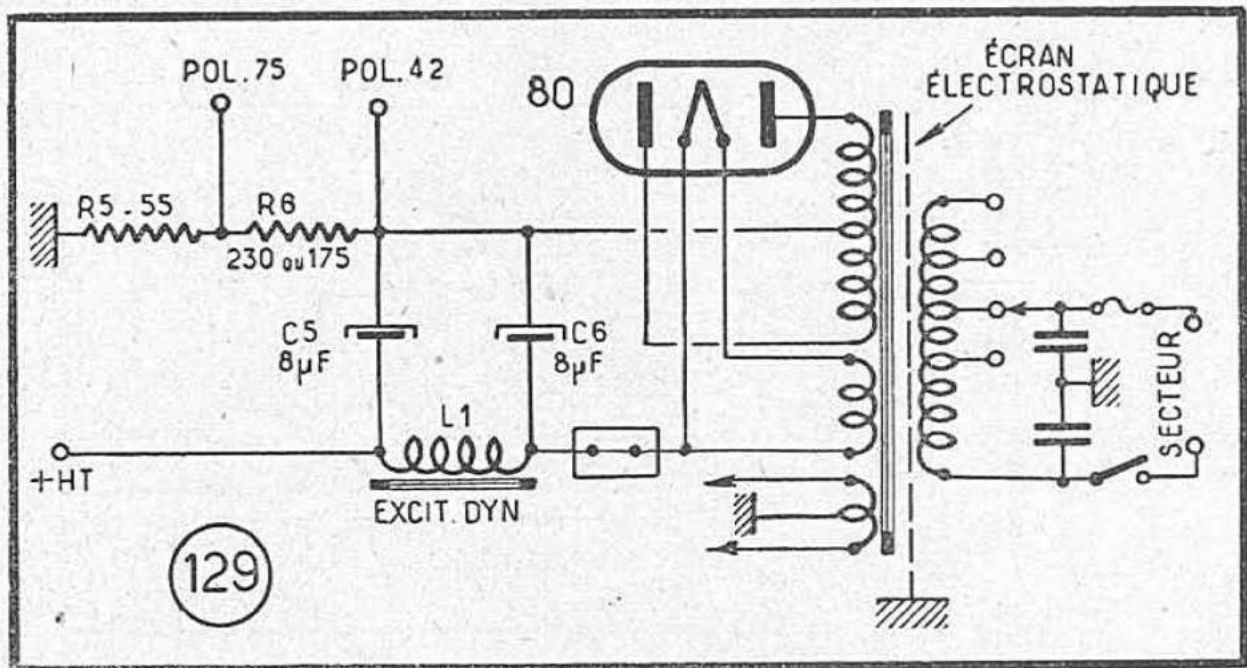 POL.75
POL.42
80
ÉCRAN
ÉLECTROSTATIQUE
R5-55
R6
230 ou 175
C5
8µF
C6
8µF
L1
+HT
EXCIT. DYN
SECTEUR
129